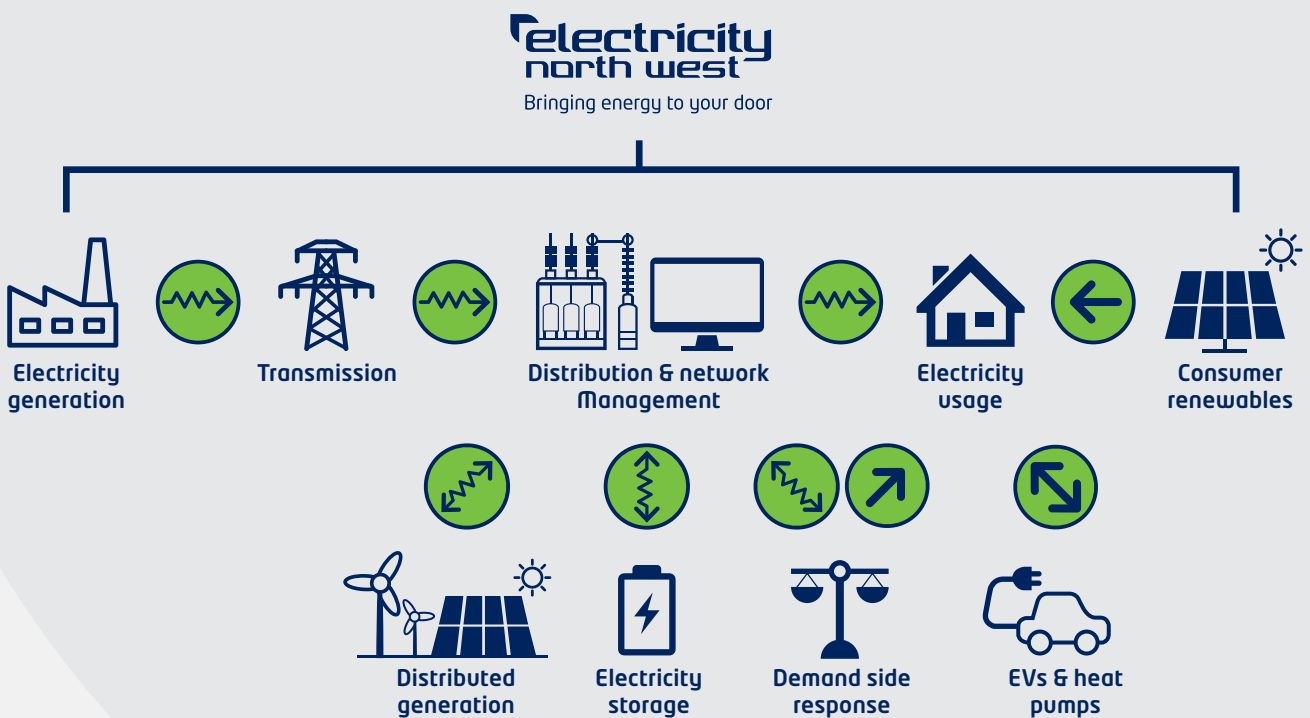 electricity
north west
Bringing energy to your door
Electricity
generation
Transmission
Distribution & network
Management
Electricity
usage
Consumer
renewables
Distributed
generation
Electricity
storage
Demand side
response
EVs & heat
pumps